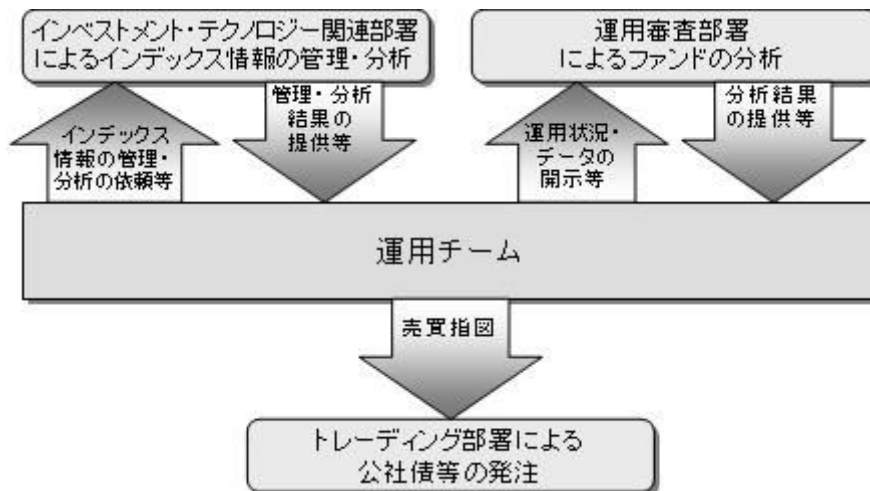 インベストメント・テクノロジー関連部署
によるインデックス情報の管理・分析
運用審査部署
によるファンドの分析
インデックス
情報の管理・
分析の依頼等
管理・分析
結果の
提供等
運用状況・
データの
開示等
分析結果
の提供等
運用チーム
売買指図
トレーディング部署による
公社債等の発注